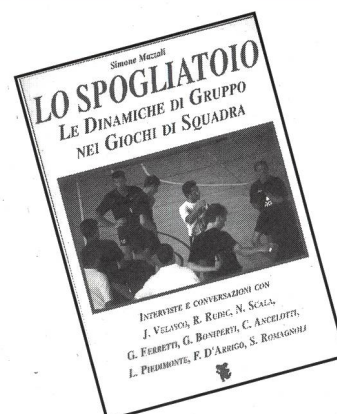 Simone Mazzali
LO SPOGLIATOIO
LE DINAMICHE DI GRUPPO
NEI GIOCHI DI SQUADRA
INTERVISTE E CONVERSAZIONI CON
J. VELASCO, R. RUDIC, N. SCALA,
G. FERRETTI, G. BONIPERTI, C. ANCELOTTI,
L. PIEDIMONTE, F. D'ARRIGO, S. ROMAGNOLI